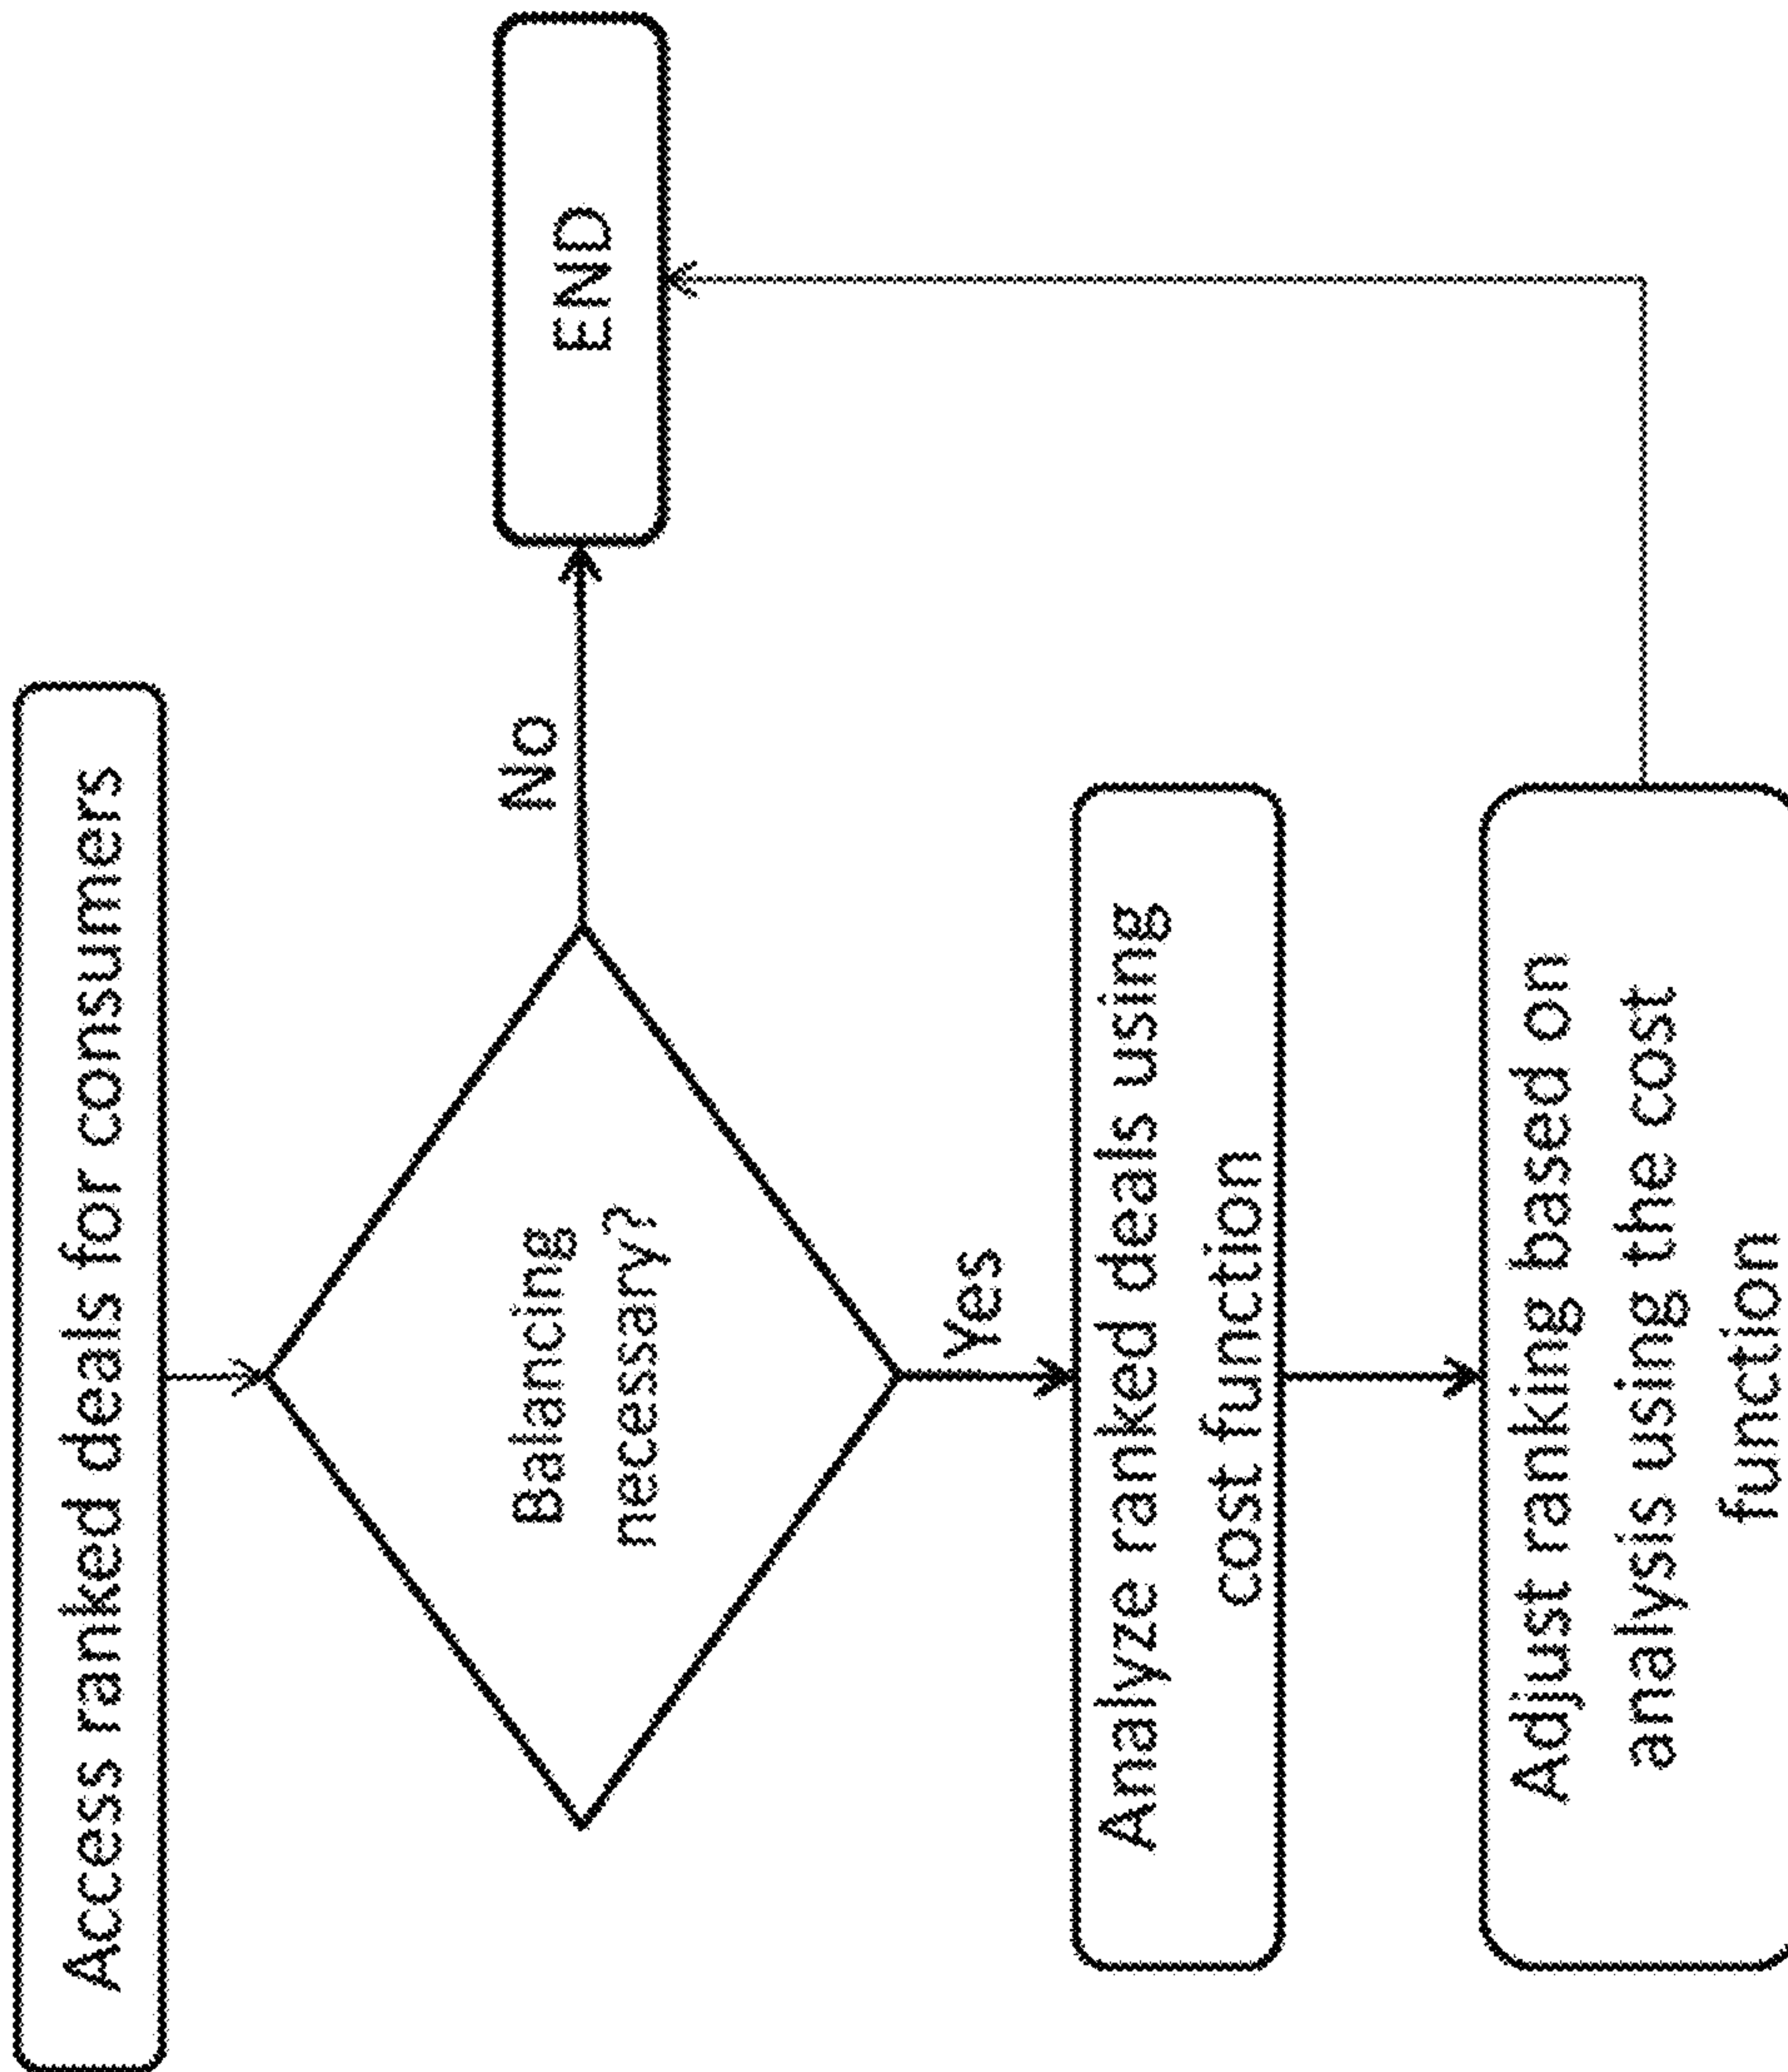 Access ranked deals for consumers
Balancing
necessary?
No
END
Yes
Analyze ranked deals using
cost function
Adjust ranking based on
analysis using the cost
function